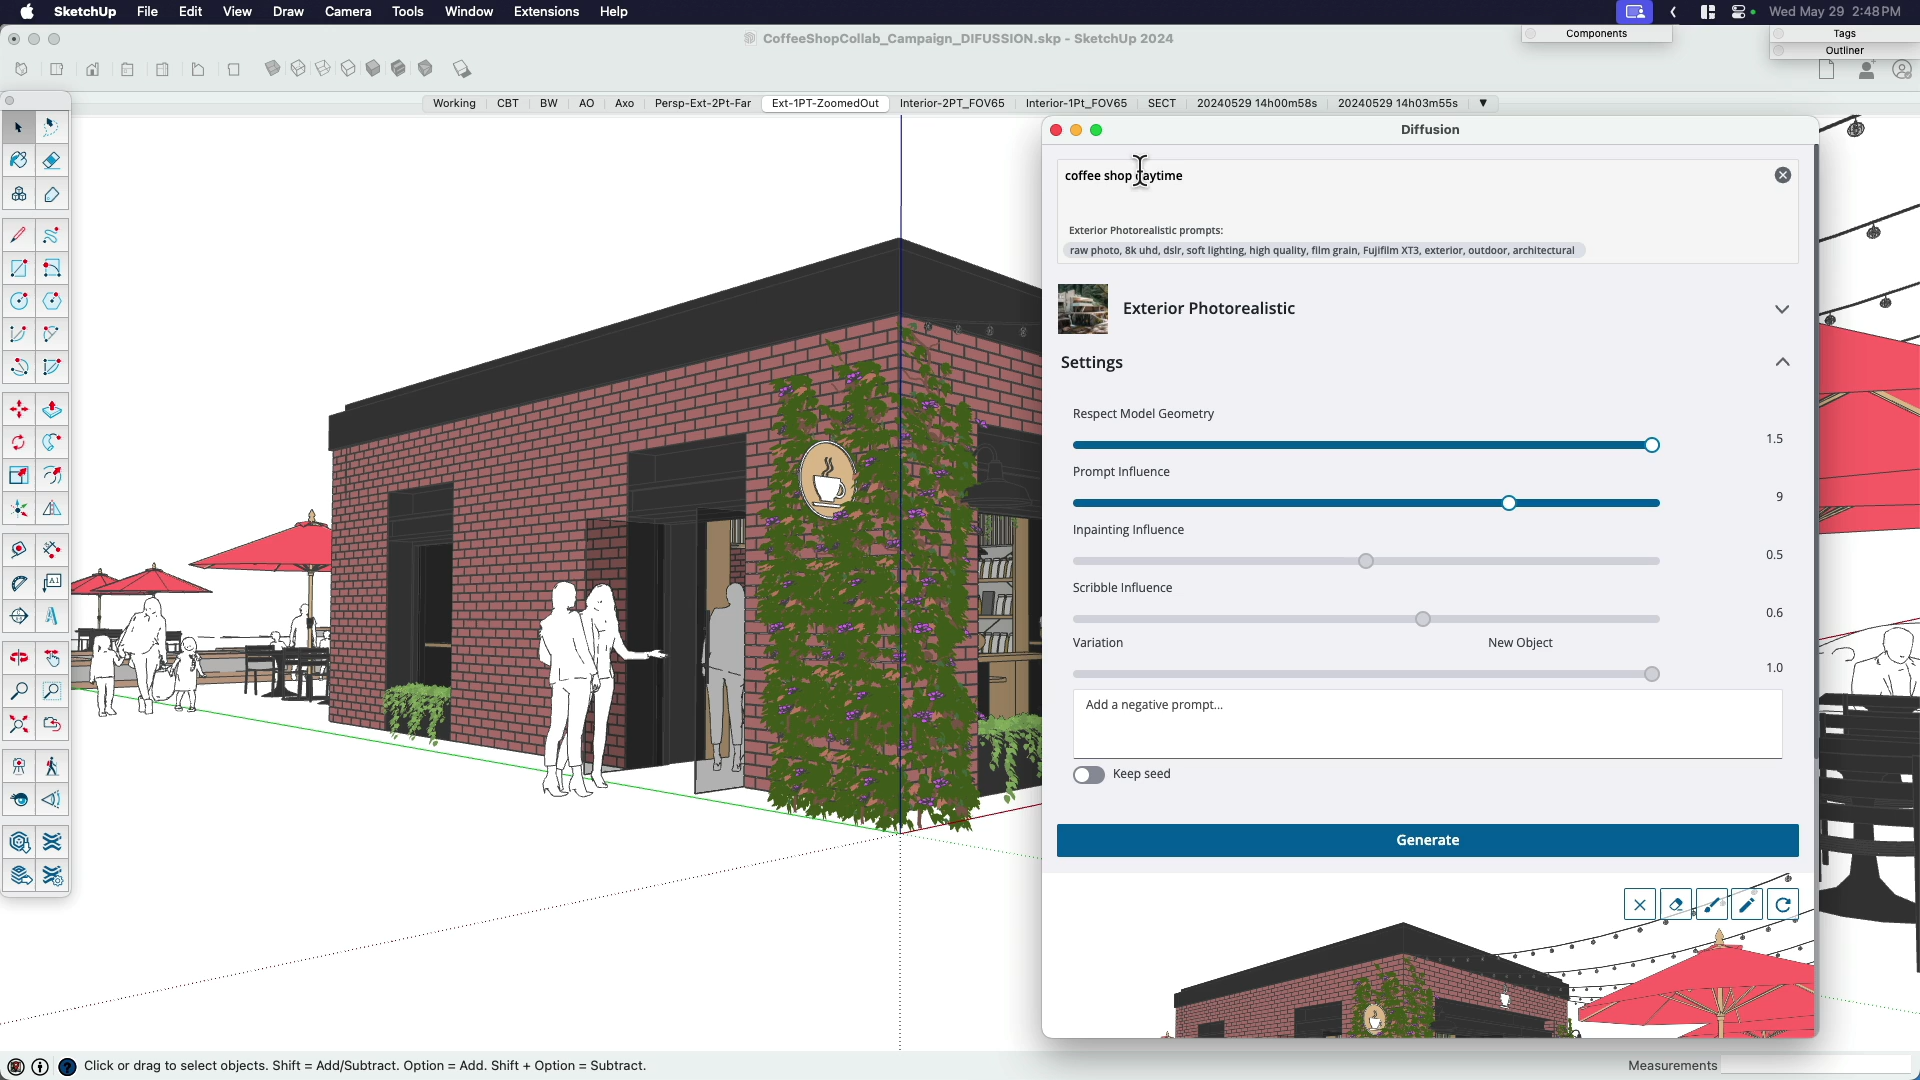 SketchUp File Edit View Draw Camera Tools Window Extensions Help Wed May 29 2:48PM
CoffeeShopCollab_Campaign_DIFUSSION.skp - SketchUp 2024
Components
Tags
Outliner
Working CBT BW AO Axo Persp-Ext-2Pt-Far Ext-1PT-ZoomedOut Interior-2PT_FOV65 Interior-1Pt_FOV65 SECT 20240529 14h00m58s 20240529 14h03m55s
Diffusion
coffee shop daytime
Exterior Photorealistic prompts:
raw photo, 8k uhd, dslr, soft lighting, high quality, film grain, Fujifilm XT3, exterior, outdoor, architectural
Exterior Photorealistic
Settings
Respect Model Geometry
1.5
Prompt Influence
9
Inpainting Influence
0.5
Scribble Influence
0.6
Variation New Object
1.0
Add a negative prompt...
Keep seed
Generate
Click or drag to select objects. Shift = Add/Subtract. Option = Add. Shift + Option = Subtract.
Measurements